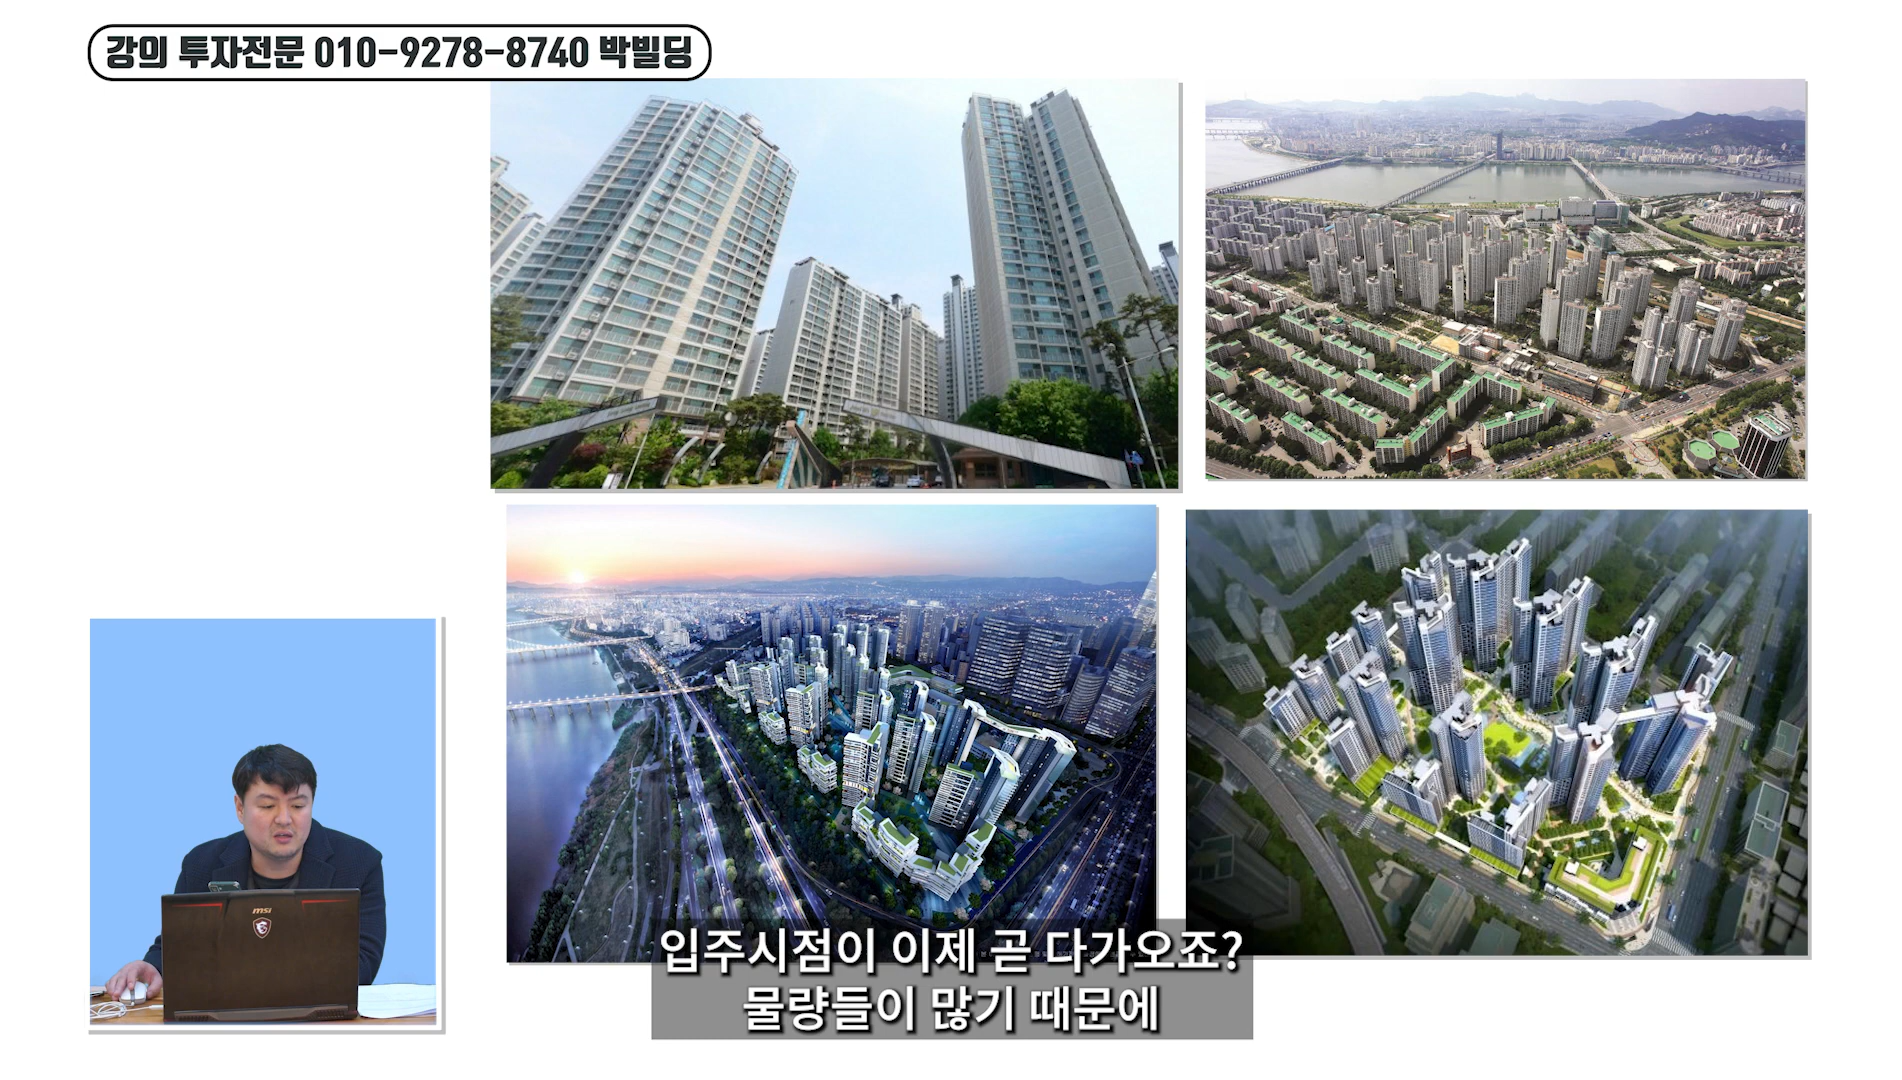 강의 투자전문 010-9278-8740 박빌딩
msi
입주시점이 이제 곧 다가오죠?
물량들이 많기 때문에